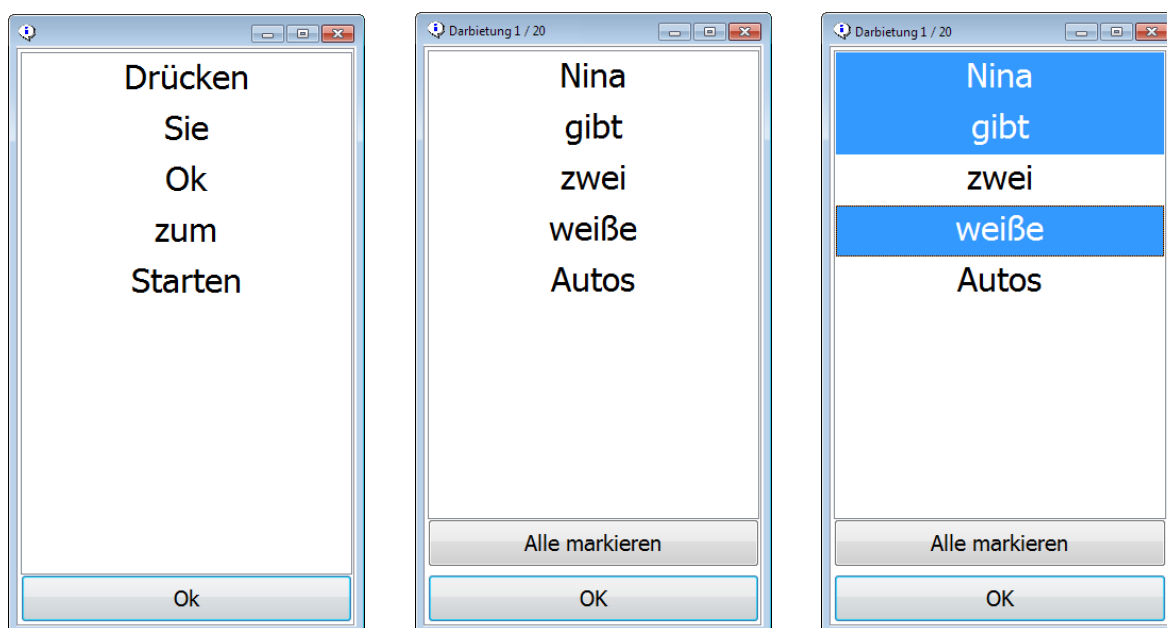 Drücken
Sie
Ok
zum
Starten
Ok
Darbietung 1 / 20
Nina
gibt
zwei
weiße
Autos
Alle markieren
OK
Darbietung 1 / 20
Nina
gibt
zwei
weiße
Autos
Alle markieren
OK